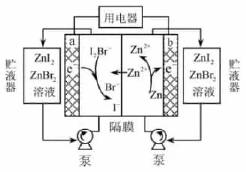 用电器
a
b
贮液器
ZnI₂
ZnBr₂
溶液
e⁻
I₂Br⁻
Br⁻
I⁻
Zn²⁺
Zn²⁺
Zn
e⁻
ZnI₂
ZnBr₂
溶液
贮液器
隔膜
泵
泵